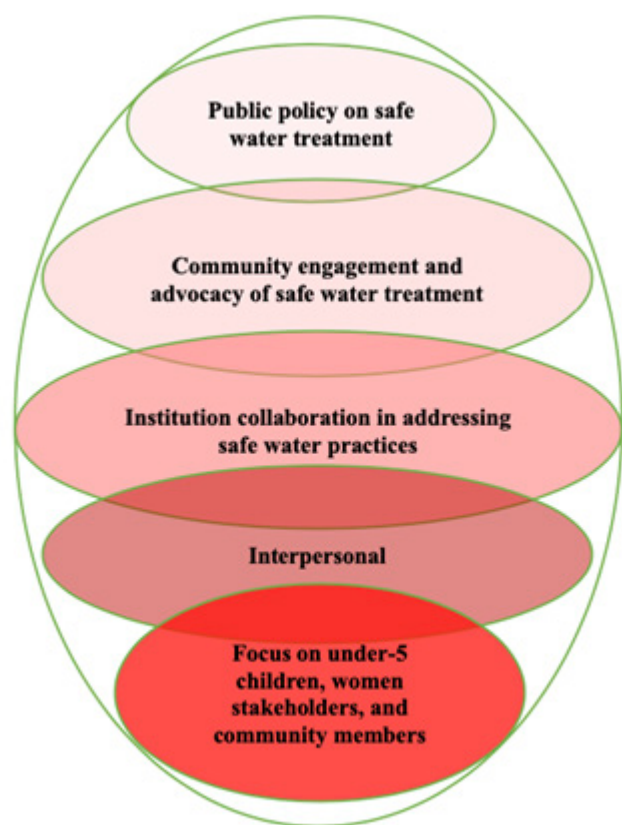 Public policy on safe
water treatment
Community engagement and
advocacy of safe water treatment
Institution collaboration in addressing
safe water practices
Interpersonal
Focus on under-5
children, women
stakeholders, and
community members